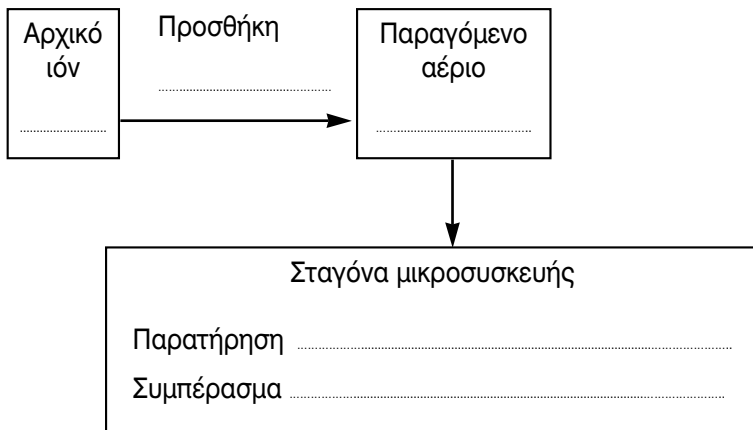 Αρχικό
ιόν
......................
Προσθήκη
......................
Παραγόμενο
αέριο
......................
Σταγόνα μικροσυσκευής
Παρατήρηση ......................
Συμπέρασμα ......................